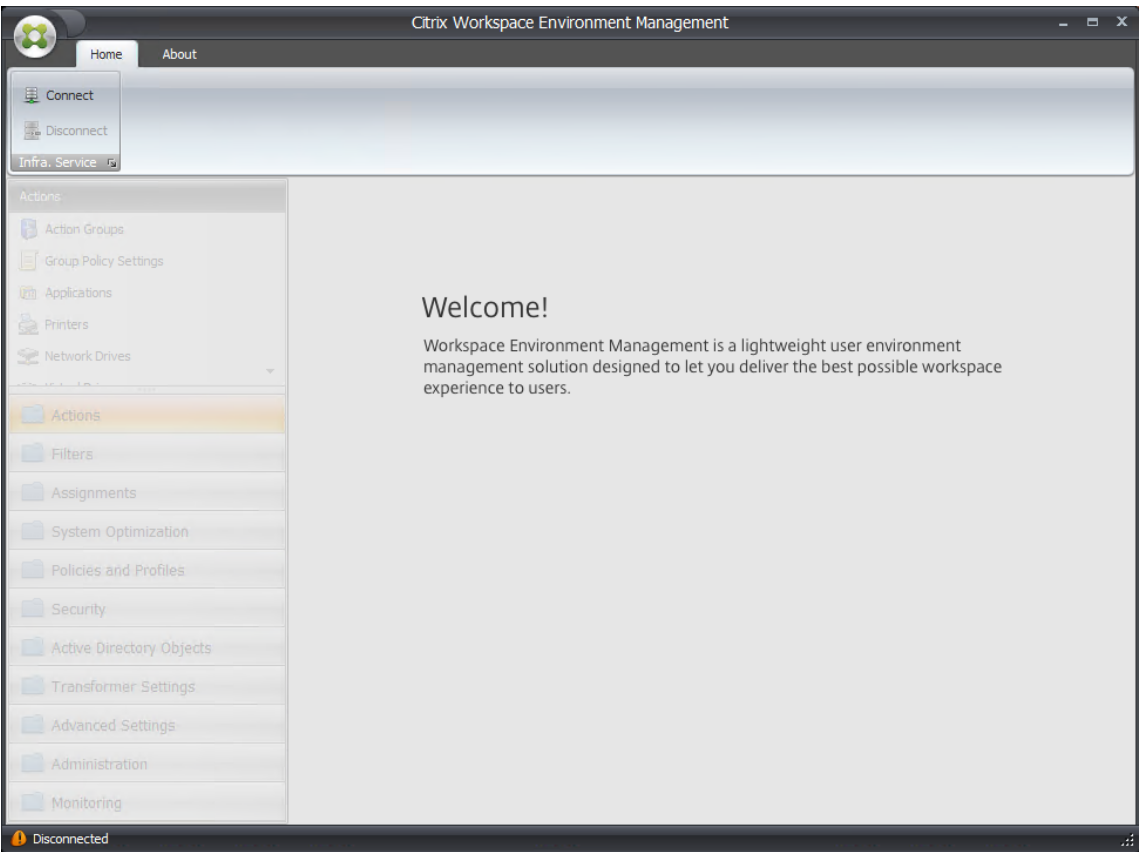 Citrix Workspace Environment Management
Home
About
Connect
Disconnect
Infra. Service
Actions
Action Groups
Group Policy Settings
Applications
Printers
Network Drives
Welcome!
Workspace Environment Management is a lightweight user environment
management solution designed to let you deliver the best possible workspace
experience to users.
Actions
Filters
Assignments
System Optimization
Policies and Profiles
Security
Active Directory Objects
Transformer Settings
Advanced Settings
Administration
Monitoring
Disconnected